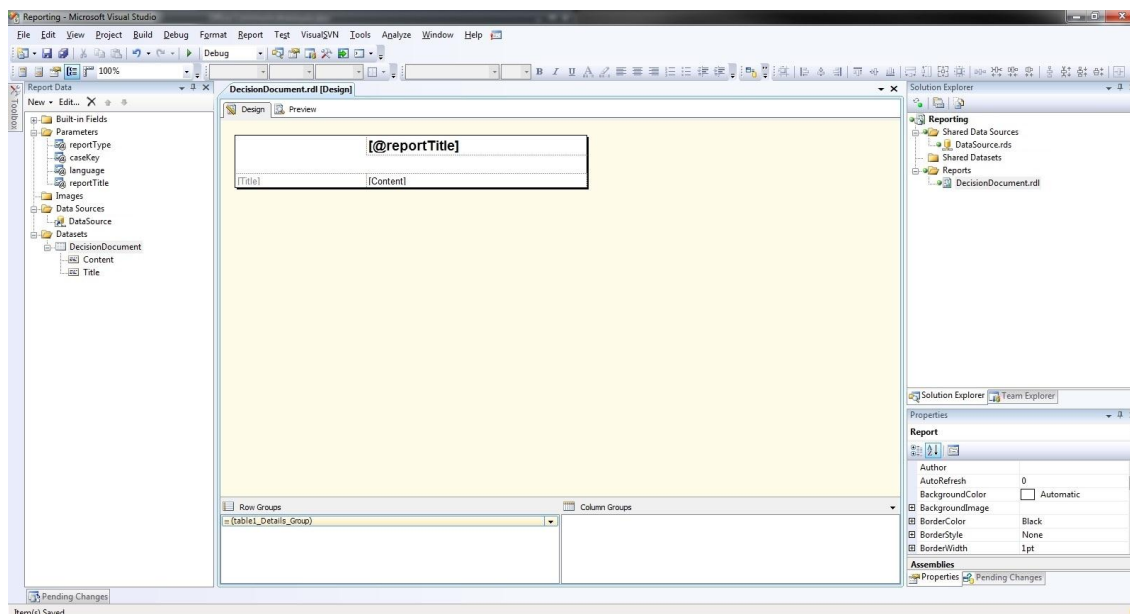 Reporting - Microsoft Visual Studio
File Edit View Project Build Debug Format Report Test VisualSVN Tools Analyze Window Help
Debug
100%
B I U A
Toolbox
Report Data
New Edit...
Built-in Fields
Parameters
reportType
caseKey
language
reportTitle
Images
Data Sources
DataSource
Datasets
DecisionDocument
Content
Title
DecisionDocument.rdl [Design]
Design Preview
[@reportTitle]
[Title] [Content]
Row Groups
Column Groups
= (table1_Details_Group)
Solution Explorer
Reporting
Shared Data Sources
DataSource.rds
Shared Datasets
Reports
DecisionDocument.rdl
Solution Explorer Team Explorer
Properties
Report
Author
AutoRefresh 0
BackgroundColor Automatic
BackgroundImage
BorderColor Black
BorderStyle None
BorderWidth 1pt
Assemblies
Properties Pending Changes
Pending Changes
Item(s) Saved